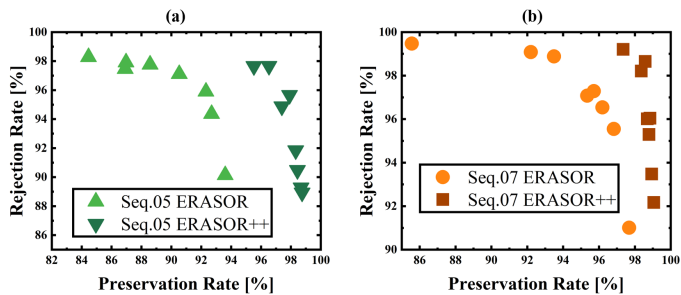 (a)
100
98
96
94
92
90
88
86
Rejection Rate [%]
Seq.05 ERASOR
Seq.05 ERASOR++
82 84 86 88 90 92 94 96 98 100
Preservation Rate [%]
(b)
100
98
96
94
92
90
Rejection Rate [%]
Seq.07 ERASOR
Seq.07 ERASOR++
86 88 90 92 94 96 98 100
Preservation Rate [%]